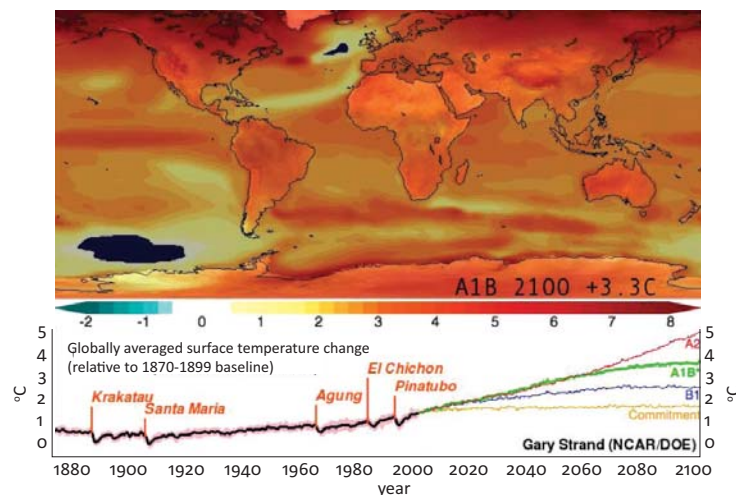 A1B 2100 +3.3C
-2 -1 0 1 2 3 4 5 6 7 8
5 5
4 4
3 3
2 2
1 1
0 0
°C
°C
Globally averaged surface temperature change
(relative to 1870-1899 baseline)
Krakatau
Santa Maria
Agung
El Chichon
Pinatubo
A2
A1B*
B1
Commitment
Gary Strand (NCAR/DOE)
1880 1900 1920 1940 1960 1980 2000 2020 2040 2060 2080 2100
year